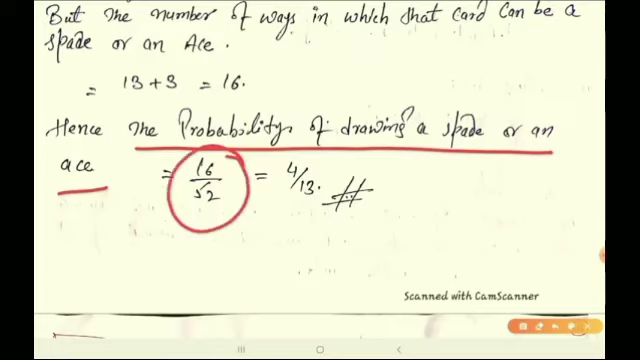 But the number of ways in which that card can be a
spade or an Ace.
= 13 + 3 = 16.
Hence the Probability of drawing a spade or an
ace
= 16/52 = 4/13.
Scanned with CamScanner